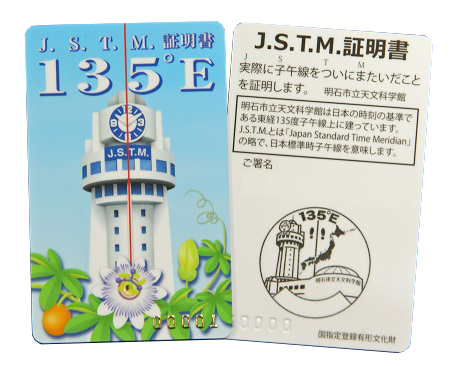 J. S. T. M. 証明書
135°E
J.S.T.M.
00001
J.S.T.M.証明書
J S T M
実際に子午線をついにまたいだこと
を証明します。 明石市立天文科学館
明石市立天文科学館は日本の時刻の基準で
ある東経135度子午線上に建っています。
J.S.T.M.とは「Japan Standard Time Meridian」
の略で、日本標準時子午線を意味します。
ご署名
135°E
明石市立天文科学館
国指定登録有形文化財